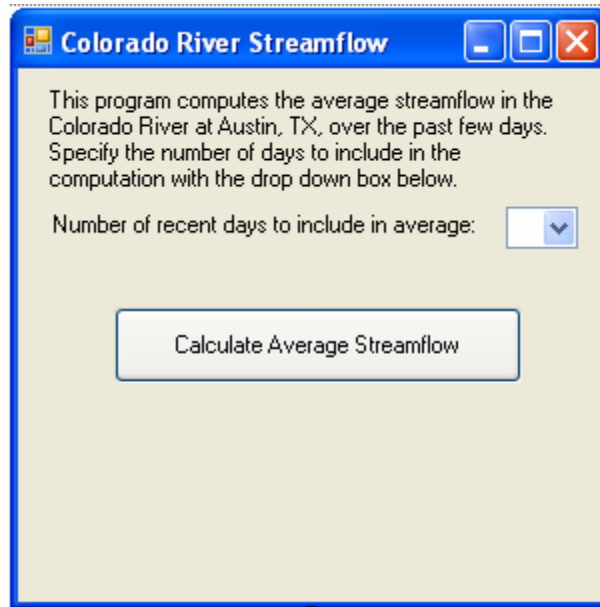 Colorado River Streamflow
This program computes the average streamflow in the
Colorado River at Austin, TX, over the past few days.
Specify the number of days to include in the
computation with the drop down box below.
Number of recent days to include in average:
Calculate Average Streamflow